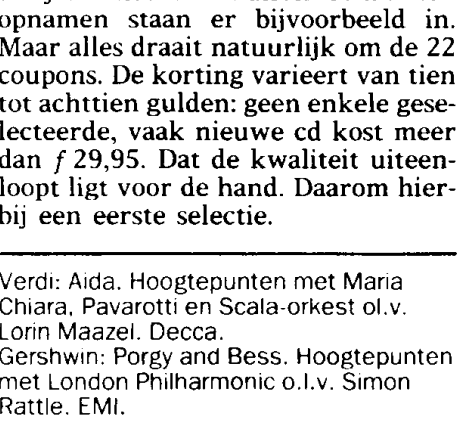 opnamen staan er bijvoorbeeld in.
Maar alles draait natuurlijk om de 22
coupons. De korting varieert van tien
tot achttien gulden: geen enkele gese-
lecteerde, vaak nieuwe cd kost meer
dan ƒ 29,95. Dat de kwaliteit uiteen-
loopt ligt voor de hand. Daarom hier-
bij een eerste selectie.
Verdi: Aida. Hoogtepunten met Maria
Chiara, Pavarotti en Scala-orkest ol.v.
Lorin Maazel. Decca.
Gershwin: Porgy and Bess. Hoogtepunten
met London Philharmonic o.l.v. Simon
Rattle. EMI.